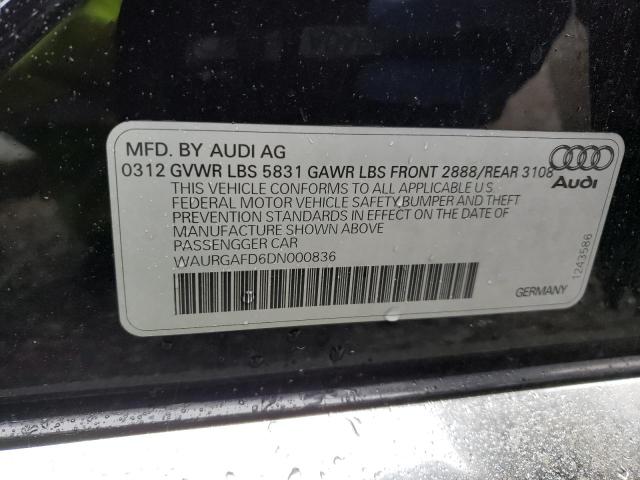 MFD. BY AUDI AG
0312 GVWR LBS 5831 GAWR LBS FRONT 2888/REAR 3108
THIS VEHICLE CONFORMS TO ALL APPLICABLE U.S.
FEDERAL MOTOR VEHICLE SAFETY,BUMPER AND THEFT
PREVENTION STANDARDS IN EFFECT ON THE DATE OF
MANUFACTURE SHOWN ABOVE
PASSENGGER CAR
WAURGAFD6DN000836
Audi
1243586
GERMANY